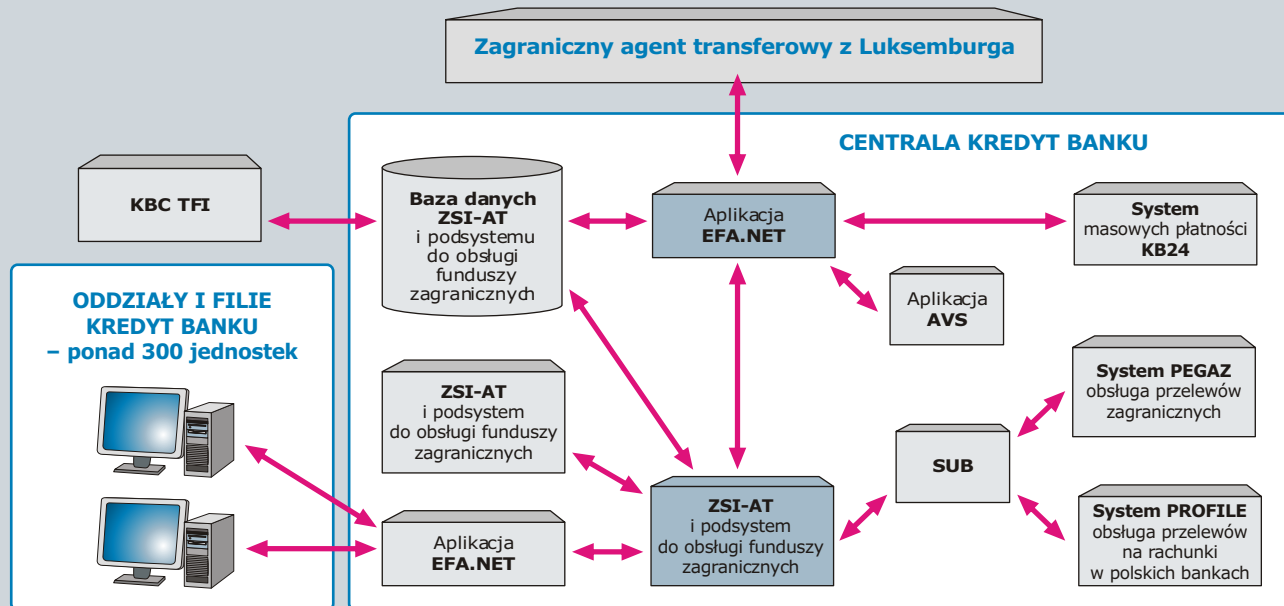 Zagraniczny agent transferowy z Luksemburga
CENTRALA KREDYT BANKU
KBC TFI
Baza danych
ZSI-AT
i podsystemu
do obsługi
funduszy
zagranicznych
Aplikacja
EFA.NET
System
masowych płatności
KB24
Aplikacja
AVS
ODDZIAŁY I FILIE
KREDYT BANKU
– ponad 300 jednostek
ZSI-AT
i podsystem
do obsługi funduszy
zagranicznych
System PEGAZ
obsługa przelewów
zagranicznych
SUB
Aplikacja
EFA.NET
ZSI-AT
i podsystem
do obsługi funduszy
zagranicznych
System PROFILE
obsługa przelewów
na rachunki
w polskich bankach